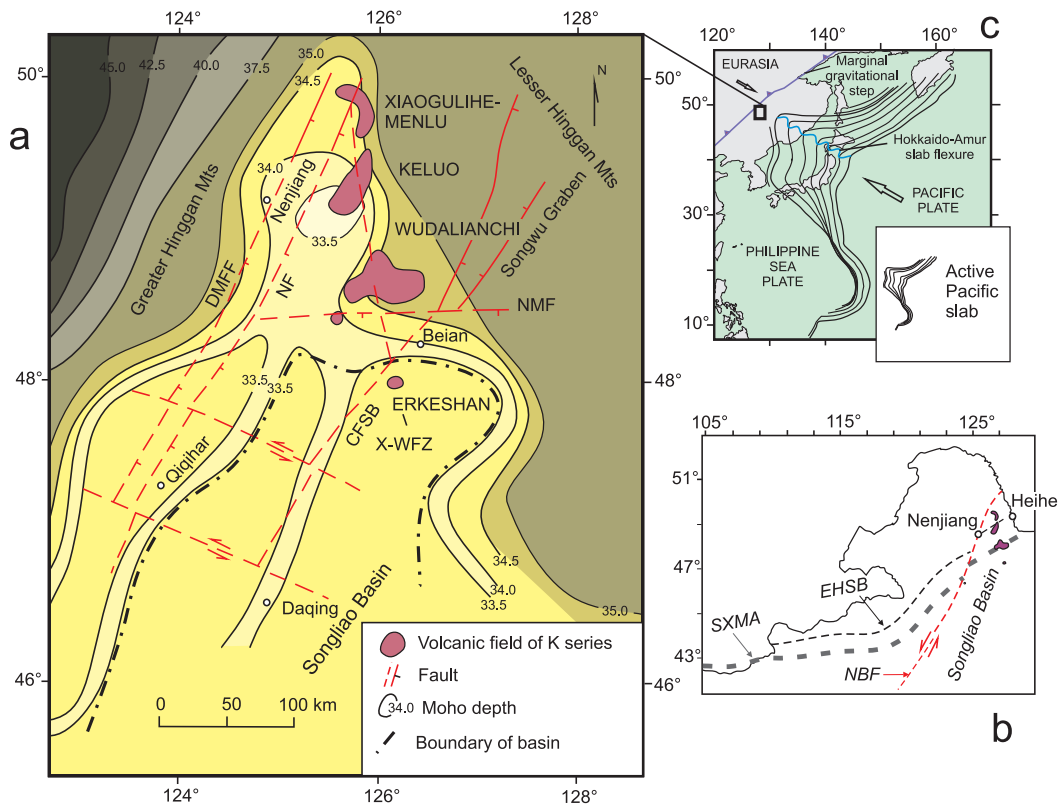 124°
126°
128°
50°
48°
46°
a
45.0
42.5
40.0
37.5
35.0
34.5
34.0
33.5
N
XIAOGULIHE-
MENLU
KELUO
WUDALIANCHI
Lesser Hinggan Mts
Songwu Graben
Greater Hinggan Mts
Nenjiang
DMFF
NF
NMF
Beian
33.5
33.5
ERKESHAN
X-WFZ
CFSB
Qiqihar
Daqing
Songliao Basin
34.5
34.0
33.5
35.0
0 50 100 km
Volcanic field of K series
Fault
34.0 Moho depth
Boundary of basin
50°
48°
46°
124°
126°
128°
c
120°
140°
160°
50°
30°
10°
EURASIA
Marginal
gravitational
step
Hokkaido-Amur
slab flexure
PACIFIC
PLATE
PHILIPPINE
SEA
PLATE
Active
Pacific
slab
105°
115°
125°
51°
47°
43°
Heihe
Nenjiang
EHSB
SXMA
NBF
Songliao Basin
b